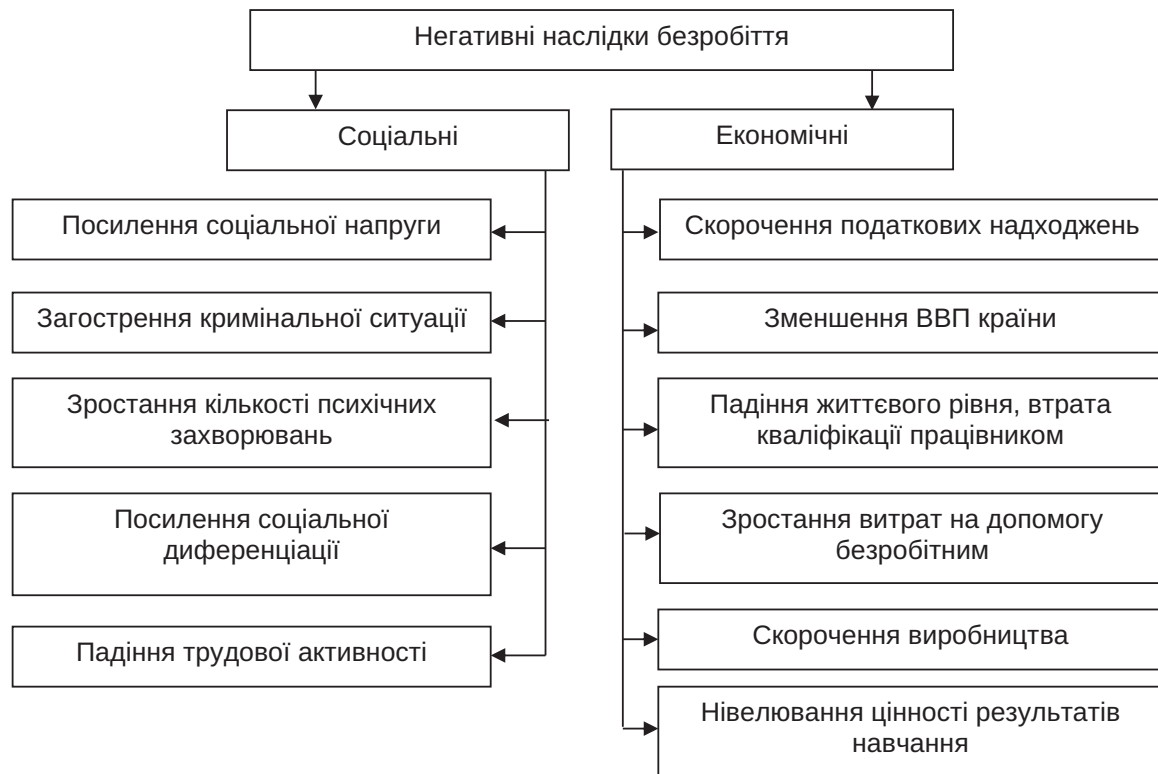 Негативні наслідки безробіття
Соціальні
Економічні
Посилення соціальної напруги
Загострення кримінальної ситуації
Зростання кількості психічних
захворювань
Посилення соціальної
диференціації
Падіння трудової активності
Скорочення податкових надходжень
Зменшення ВВП країни
Падіння життєвого рівня, втрата
кваліфікації працівником
Зростання витрат на допомогу
безробітним
Скорочення виробництва
Нівелювання цінності результатів
навчання